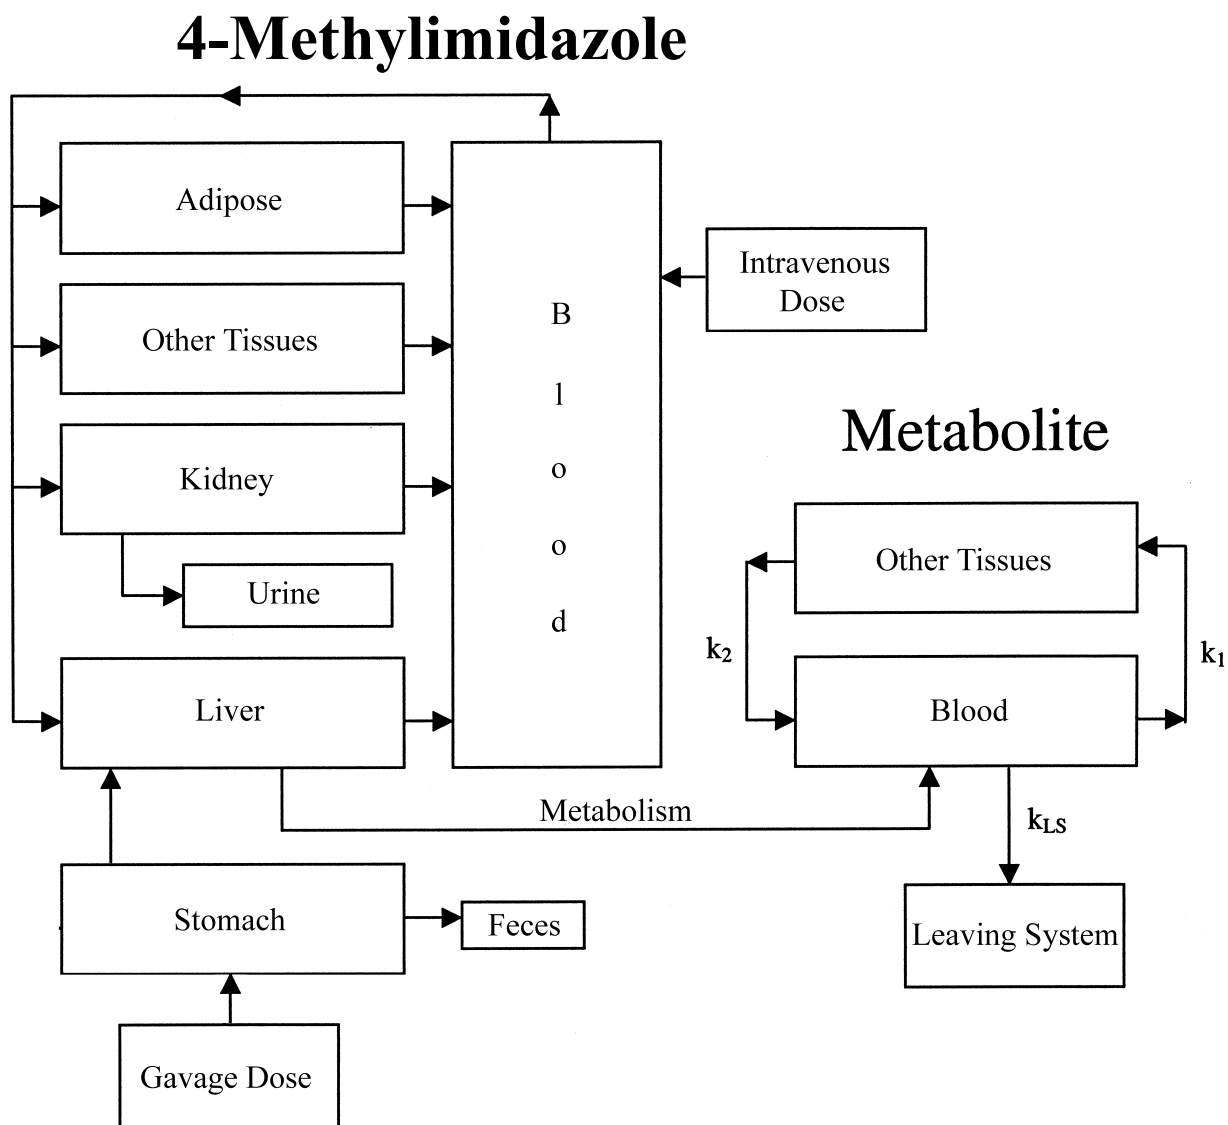 4-Methylimidazole
Adipose
Other Tissues
Kidney
Urine
Liver
Stomach
Feces
Gavage Dose
B
l
o
o
d
Intravenous
Dose
Metabolism
Metabolite
Other Tissues
k2
k1
Blood
kLS
Leaving System